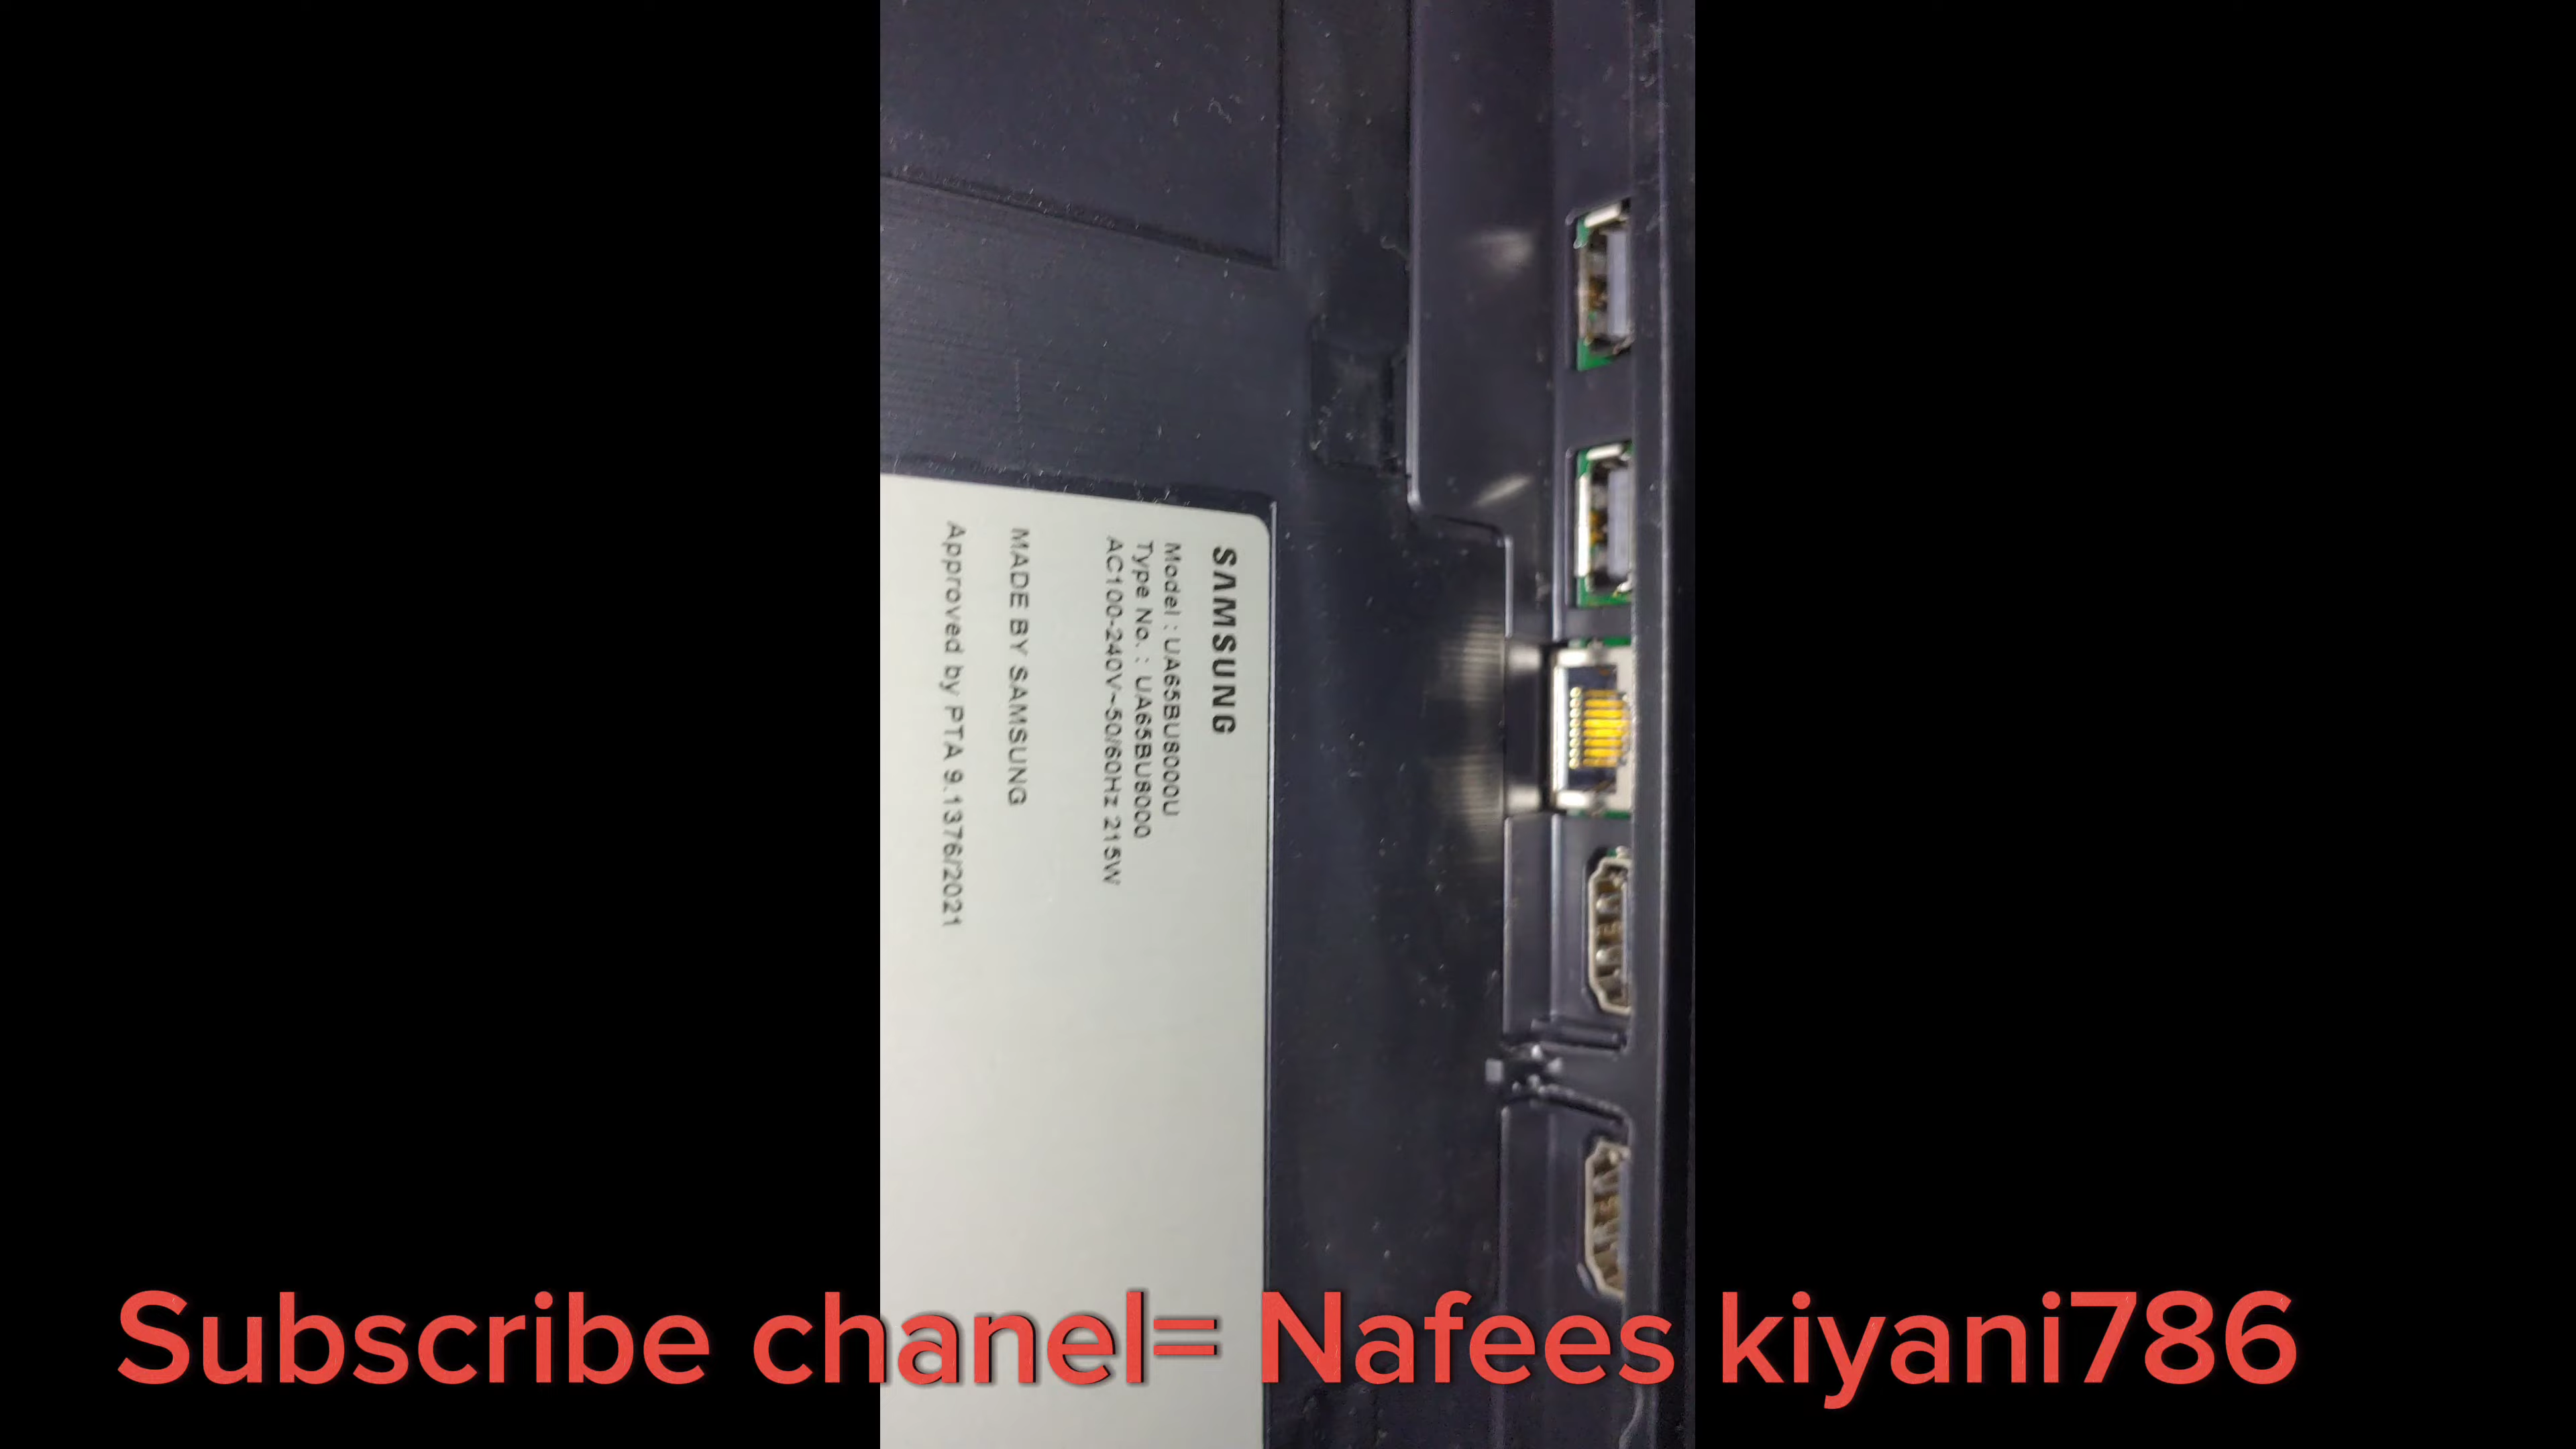 SAMSUNG
Model : UA65BU8000U
Type No. : UA65BU8000
AC100-240V~50/60Hz 215W
MADE BY SAMSUNG
Approved by PTA 9.1376/2021
Subscribe chanel= Nafees kiyani786